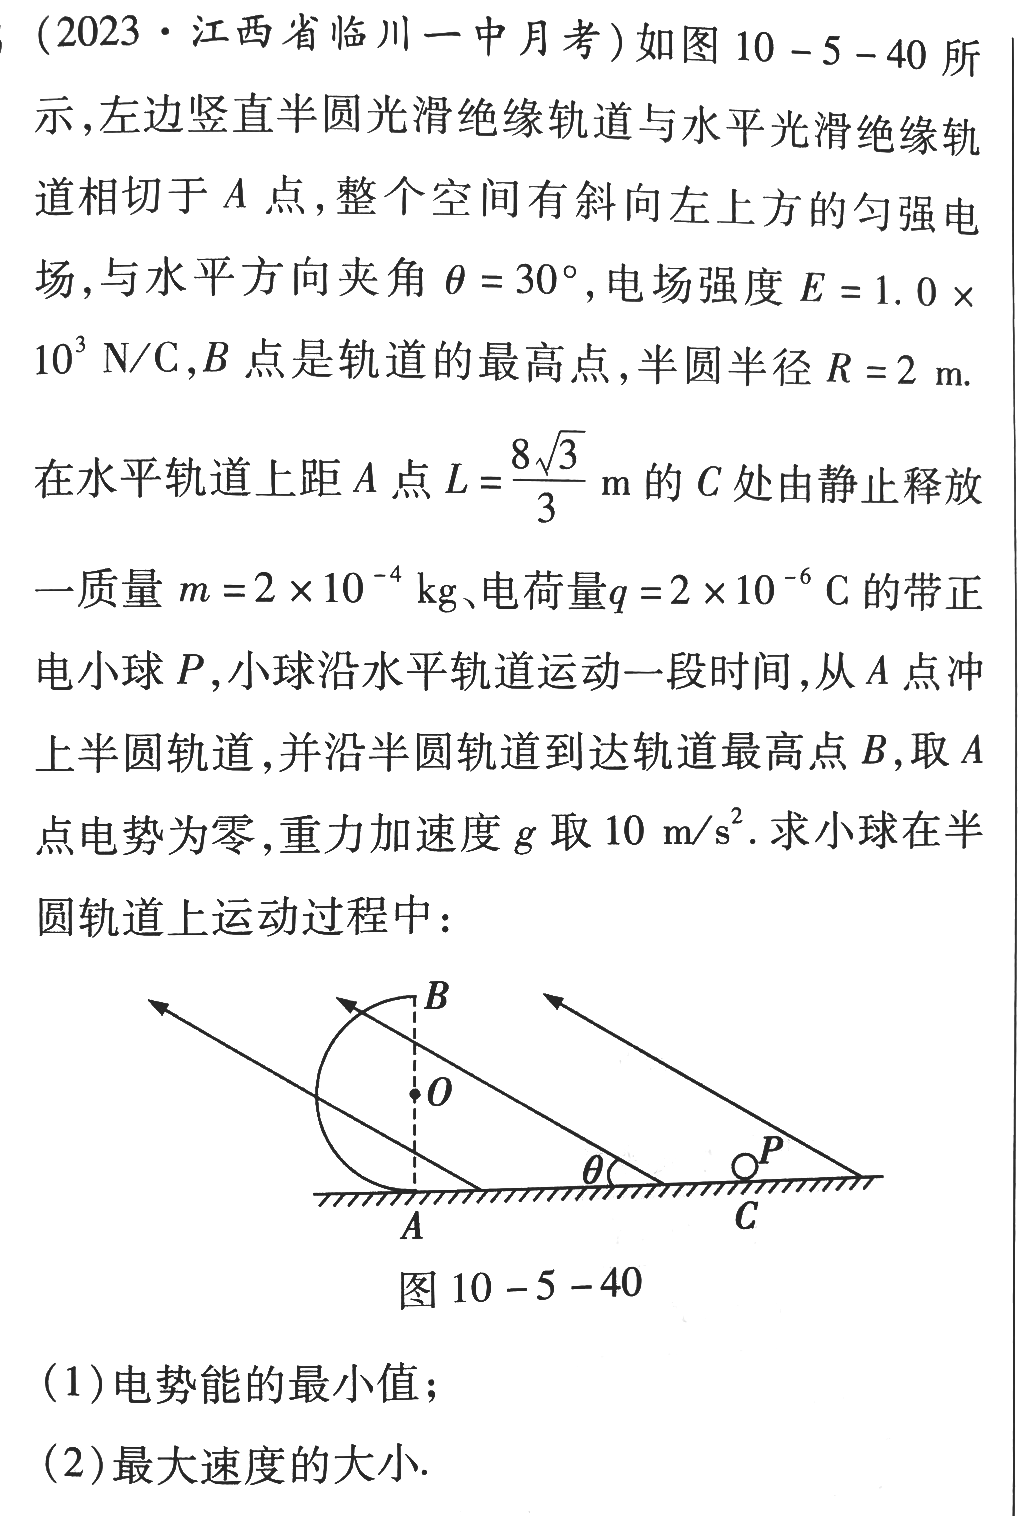 (2023·江西省临川一中月考)如图 10-5-40 所
示,左边竖直半圆光滑绝缘轨道与水平光滑绝缘轨
道相切于 A 点,整个空间有斜向左上方的匀强电
场,与水平方向夹角 θ=30°,电场强度 E=1.0×
10³ N/C,B 点是轨道的最高点,半圆半径 R=2 m.
在水平轨道上距 A 点 L=8√3/3 m 的 C 处由静止释放
一质量 m=2×10⁻⁴ kg、电荷量q=2×10⁻⁶ C 的带正
电小球 P,小球沿水平轨道运动一段时间,从 A 点冲
上半圆轨道,并沿半圆轨道到达轨道最高点 B,取 A
点电势为零,重力加速度 g 取 10 m/s².求小球在半
圆轨道上运动过程中:
B
O
θ
P
A
C
图 10-5-40
(1)电势能的最小值;
(2)最大速度的大小.